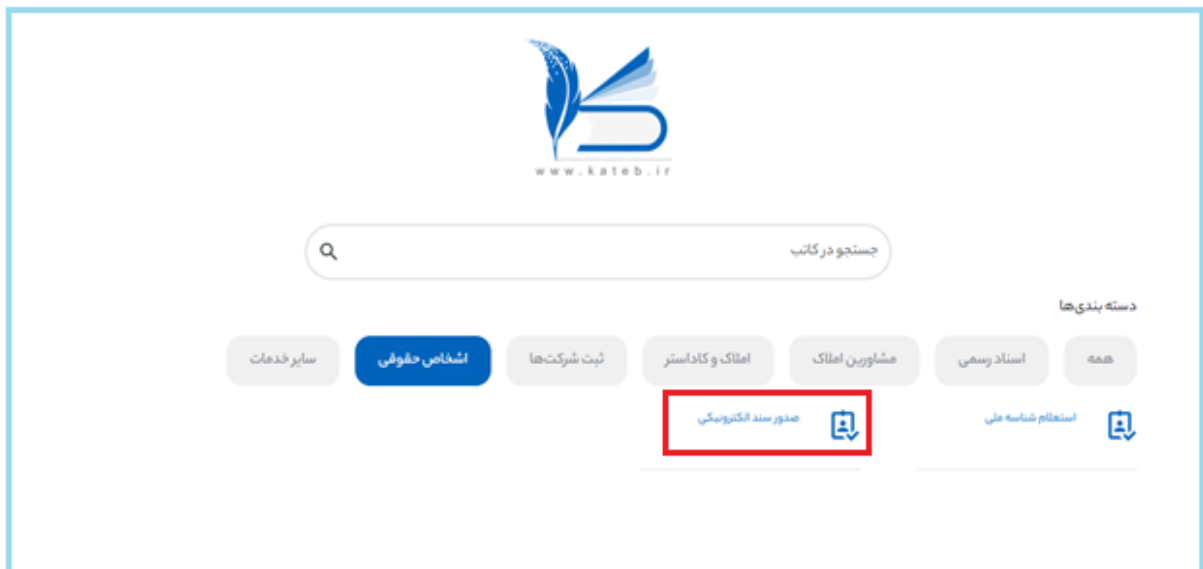 www.kateb.ir
جستجو در کاتب
دسته بندی‌ها
همه
اسناد رسمی
مشاورین املاک
املاک و کاداستر
ثبت شرکت‌ها
اشخاص حقوقی
سایر خدمات
استعلام شناسه ملی
صدور سند الکترونیکی